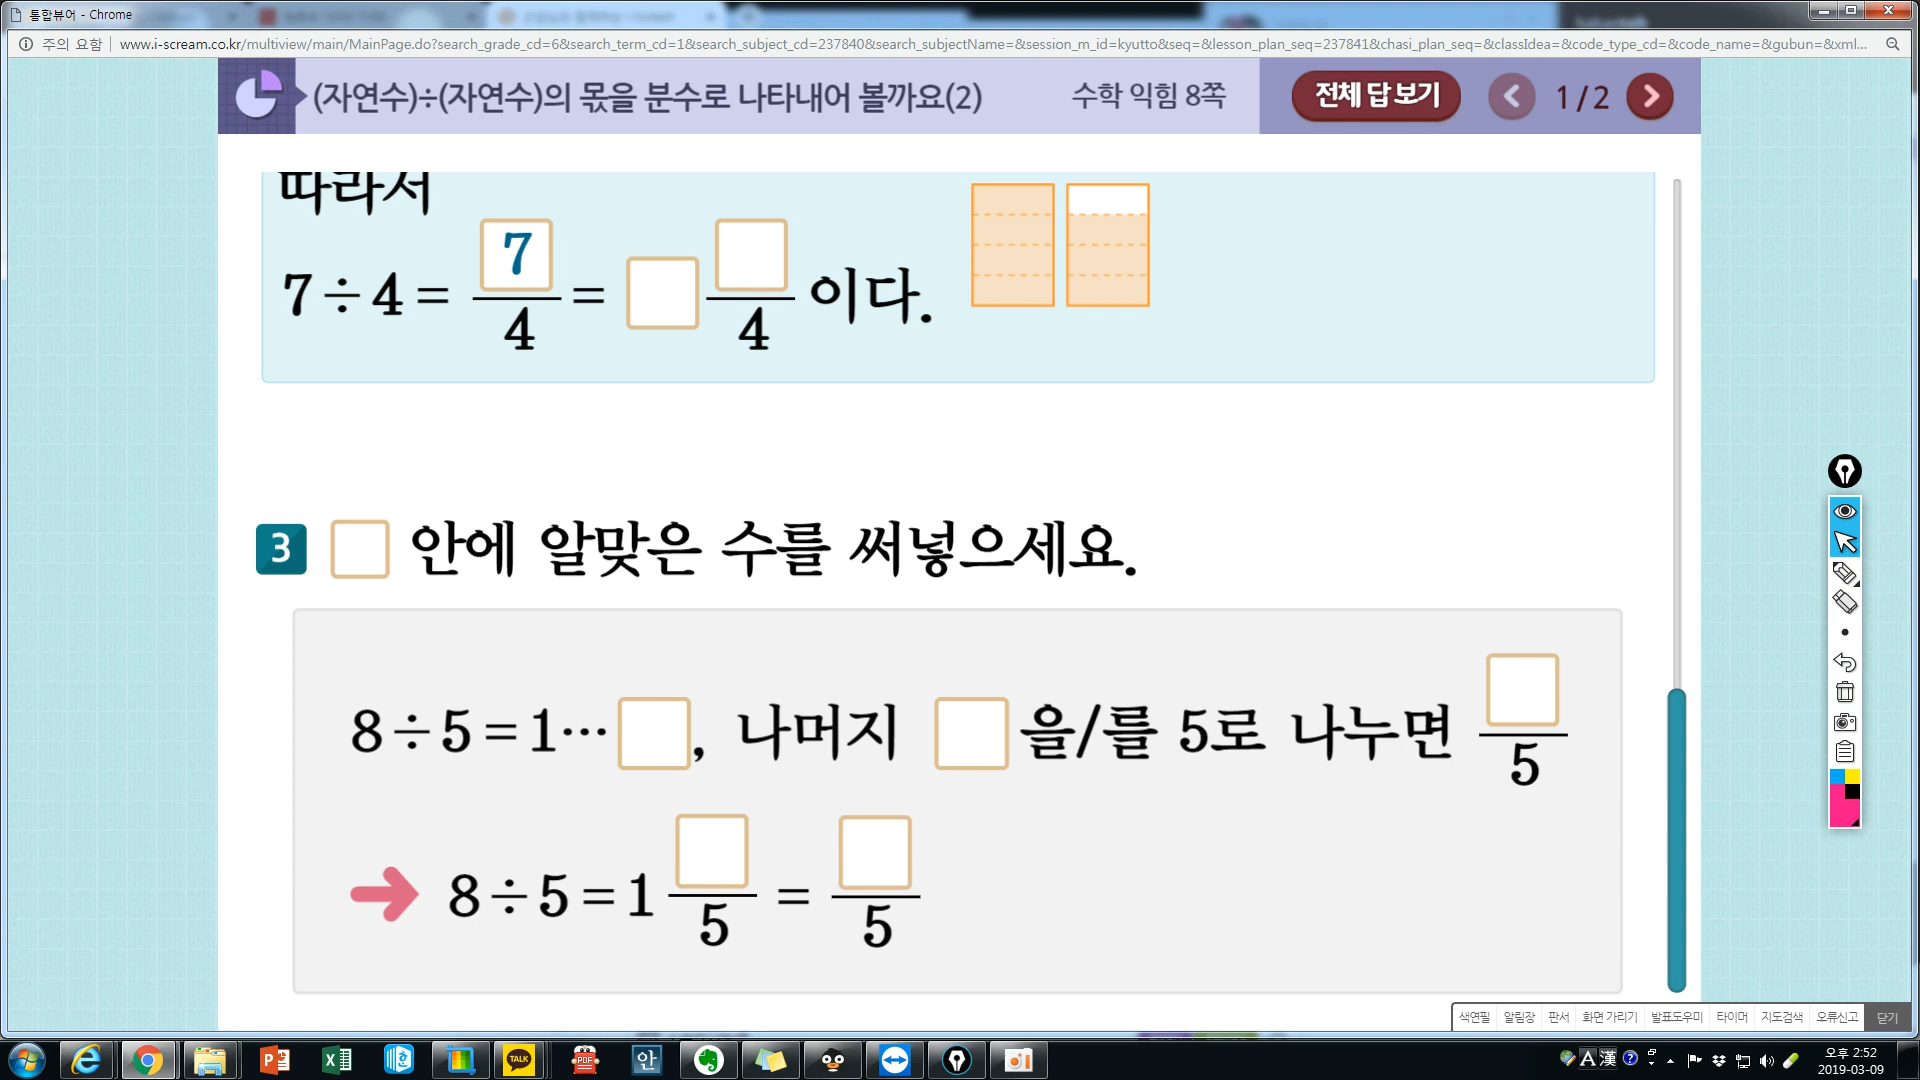 통합뷰어 - Chrome
주의 요함 www.i-scream.co.kr/multiview/main/MainPage.do?search_grade_cd=6&search_term_cd=1&search_subject_cd=237840&search_subjectName=&session_m_id=kyutto&seq=&lesson_plan_seq=237841&chasi_plan_seq=&classIdea=&code_type_cd=&code_name=&gubun=&xml...
(자연수)÷(자연수)의 몫을 분수로 나타내어 볼까요(2) 수학 익힘 8쪽 전체 답 보기 1 / 2
따라서
7÷4= 7/4 = □ □/4 이다.
3 □ 안에 알맞은 수를 써넣으세요.
8÷5=1⋯□, 나머지 □을/를 5로 나누면 □/5
➔ 8÷5=1 □/5 = □/5
색연필 알림장 판서 화면 가리기 발표도우미 타이머 지도검색 오류신고 닫기
TALK PDF 안
A 漢 오후 2:52
2019-03-09